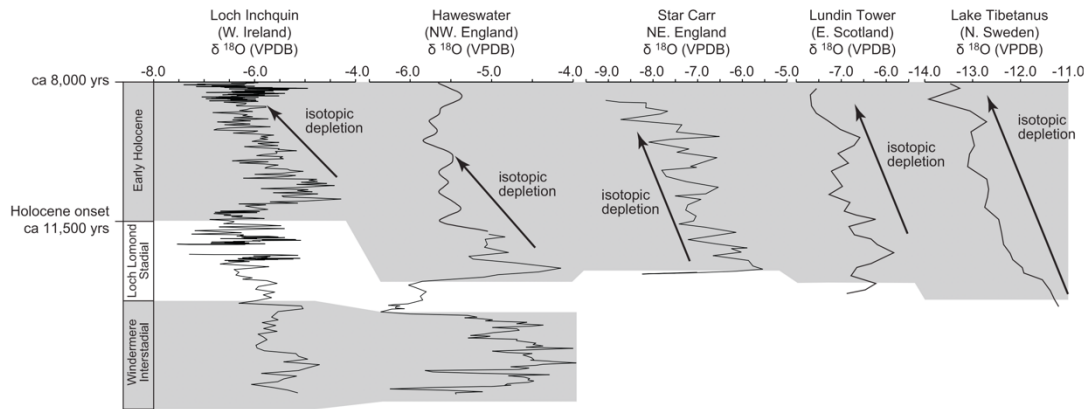 Loch Inchquin
(W. Ireland)
δ 18O (VPDB)
Haweswater
(NW. England)
δ 18O (VPDB)
Star Carr
NE. England
δ 18O (VPDB)
Lundin Tower
(E. Scotland)
δ 18O (VPDB)
Lake Tibetanus
(N. Sweden)
δ 18O (VPDB)
ca 8,000 yrs
-8.0 -6.0 -4.0
-5.0 -4.0
-9.0 -8.0 -7.0 -6.0 -5.0
-7.0 -6.0
-14.0 -13.0 -12.0 -11.0
Early Holocene
Holocene onset
ca 11,500 yrs
Loch Lomond
Stadial
Windermere
Interstadial
isotopic
depletion
isotopic
depletion
isotopic
depletion
isotopic
depletion
isotopic
depletion